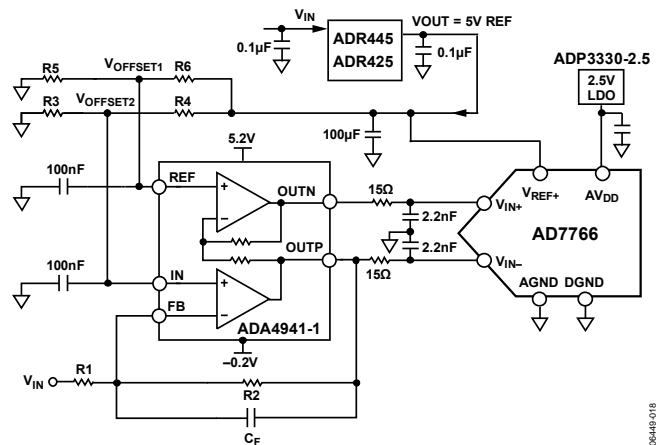 VIN
ADR445
ADR425
VOUT = 5V REF
0.1µF
0.1µF
ADP3330-2.5
2.5V
LDO
R5
VOFFSET1
R6
R3
VOFFSET2
R4
5.2V
100µF
100nF
REF
OUTN
15Ω
VREF+
AVDD
VIN+
2.2nF
AD7766
OUTP
2.2nF
100nF
IN
15Ω
VIN−
FB
AGND
DGND
ADA4941-1
−0.2V
VIN
R1
R2
CF
06449-018